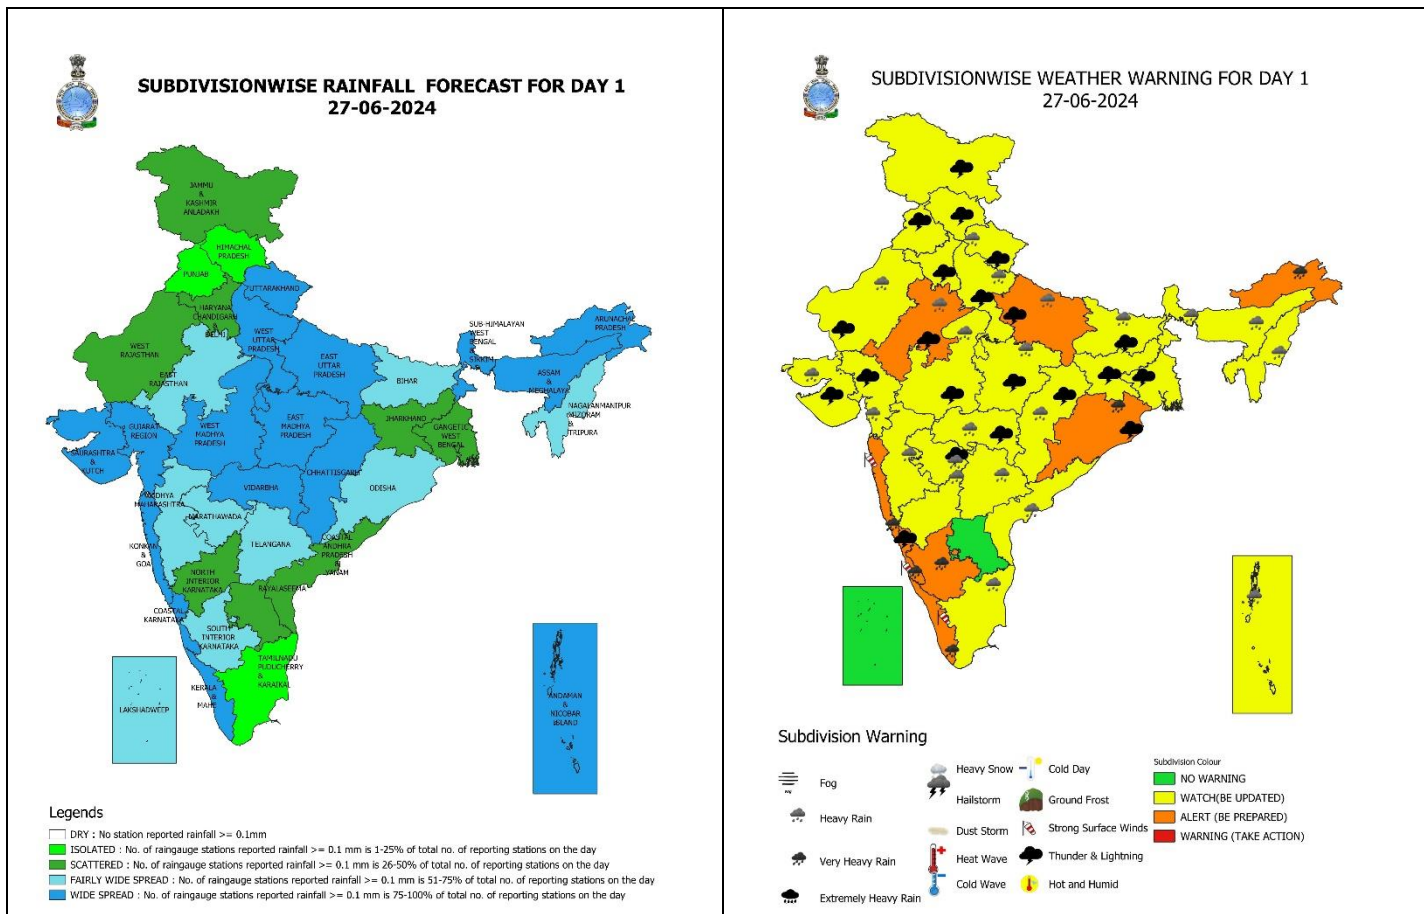 SUBDIVISIONWISE RAINFALL FORECAST FOR DAY 1
27-06-2024
JAMMU
&
KASHMIR
ANLADAKH
HIMACHAL
PRADESH
PUNJAB
UTTARAKHAND
HARYANA
CHANDIGARH
&
DELHI
WEST
UTTAR
PRADESH
WEST
RAJASTHAN
EAST
RAJASTHAN
EAST
UTTAR
PRADESH
SUB-HIMALAYAN
WEST
BENGAL
&
SIKKIM
ARUNACHAL
PRADESH
ASSAM
&
MEGHALAYA
BIHAR
NAGALANMANIPUR
MIZORAM
&
TRIPURA
JHARKHAND
GANGETIC
WEST
BENGAL
GUJARAT
REGION
WEST
MADHYA
PRADESH
EAST
MADHYA
PRADESH
SAURASHTRA
&
KUTCH
CHHATTISGARH
VIDARBHA
ODISHA
MADHYA
MAHARASHTRA
MARATHAWADA
TELANGANA
KONKAN
&
GOA
COASTAL
ANDHRA
PRADESH
&
YANAM
NORTH
INTERIOR
KARNATAKA
RAYALASEEMA
COASTAL
KARNATAKA
SOUTH
INTERIOR
KARNATAKA
TAMILNADU
PUDUCHERRY
&
KARAIKAL
KERALA
&
MAHE
LAKSHADWEEP
ANDAMAN
&
NICOBAR
ISLAND
Legends
DRY : No station reported rainfall >= 0.1mm
ISOLATED : No. of raingauge stations reported rainfall >= 0.1 mm is 1-25% of total no. of reporting stations on the day
SCATTERED : No. of raingauge stations reported rainfall >= 0.1 mm is 26-50% of total no. of reporting stations on the day
FAIRLY WIDE SPREAD : No. of raingauge stations reported rainfall >= 0.1 mm is 51-75% of total no. of reporting stations on the day
WIDE SPREAD : No. of raingauge stations reported rainfall >= 0.1 mm is 75-100% of total no. of reporting stations on the day
SUBDIVISIONWISE WEATHER WARNING FOR DAY 1
27-06-2024
Subdivision Warning
Fog
Heavy Rain
Very Heavy Rain
Extremely Heavy Rain
Heavy Snow
Hailstorm
Dust Storm
Heat Wave
Cold Wave
Cold Day
Ground Frost
Strong Surface Winds
Thunder & Lightning
Hot and Humid
Subdivision Colour
NO WARNING
WATCH(BE UPDATED)
ALERT (BE PREPARED)
WARNING (TAKE ACTION)